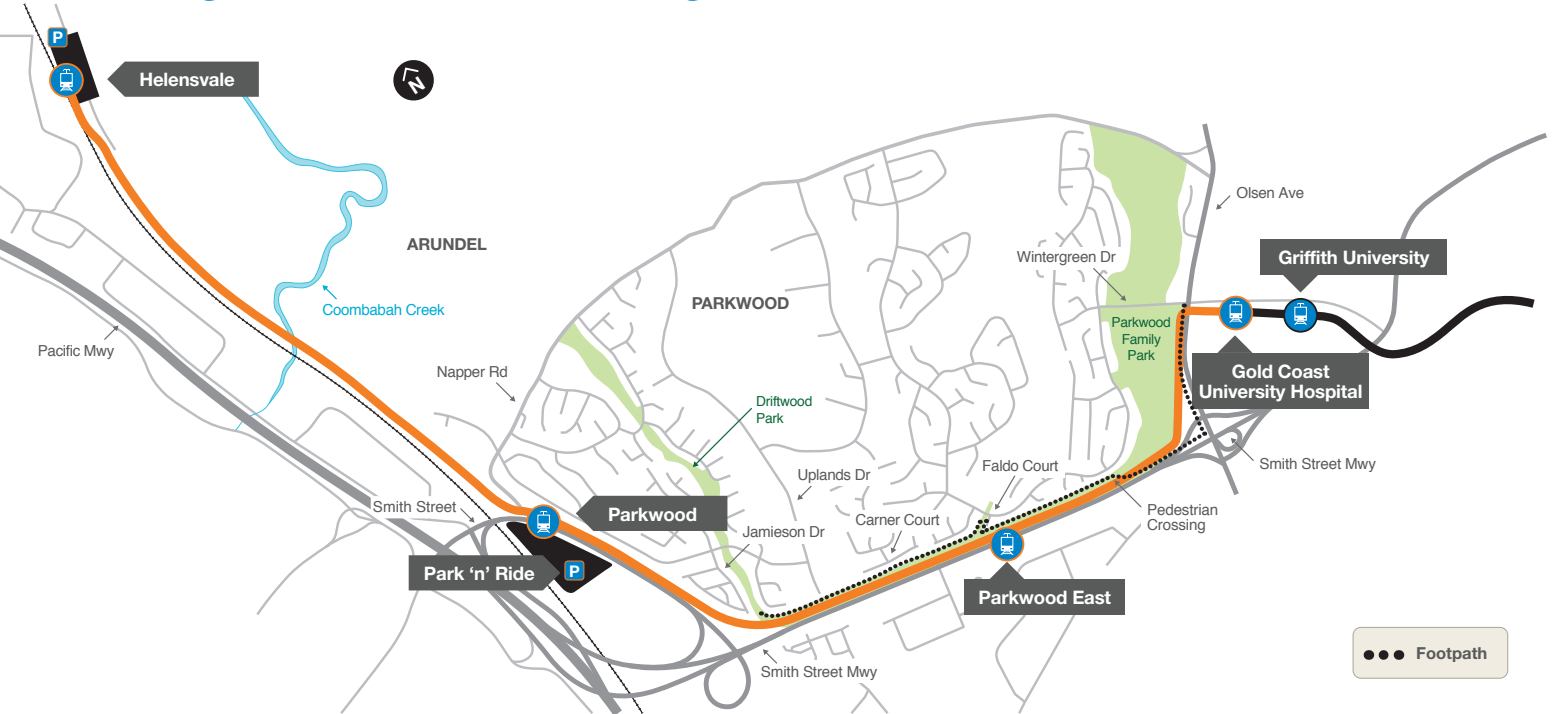 P
Helensvale
N
ARUNDEL
Olsen Ave
Griffith University
Wintergreen Dr
PARKWOOD
Coombabah Creek
Parkwood
Family
Park
Pacific Mwy
Napper Rd
Gold Coast
University Hospital
Driftwood
Park
Uplands Dr
Faldo Court
Smith Street Mwy
Smith Street
Parkwood
Carner Court
Pedestrian
Crossing
Jamieson Dr
Park ‘n’ Ride
P
Parkwood East
Smith Street Mwy
Footpath